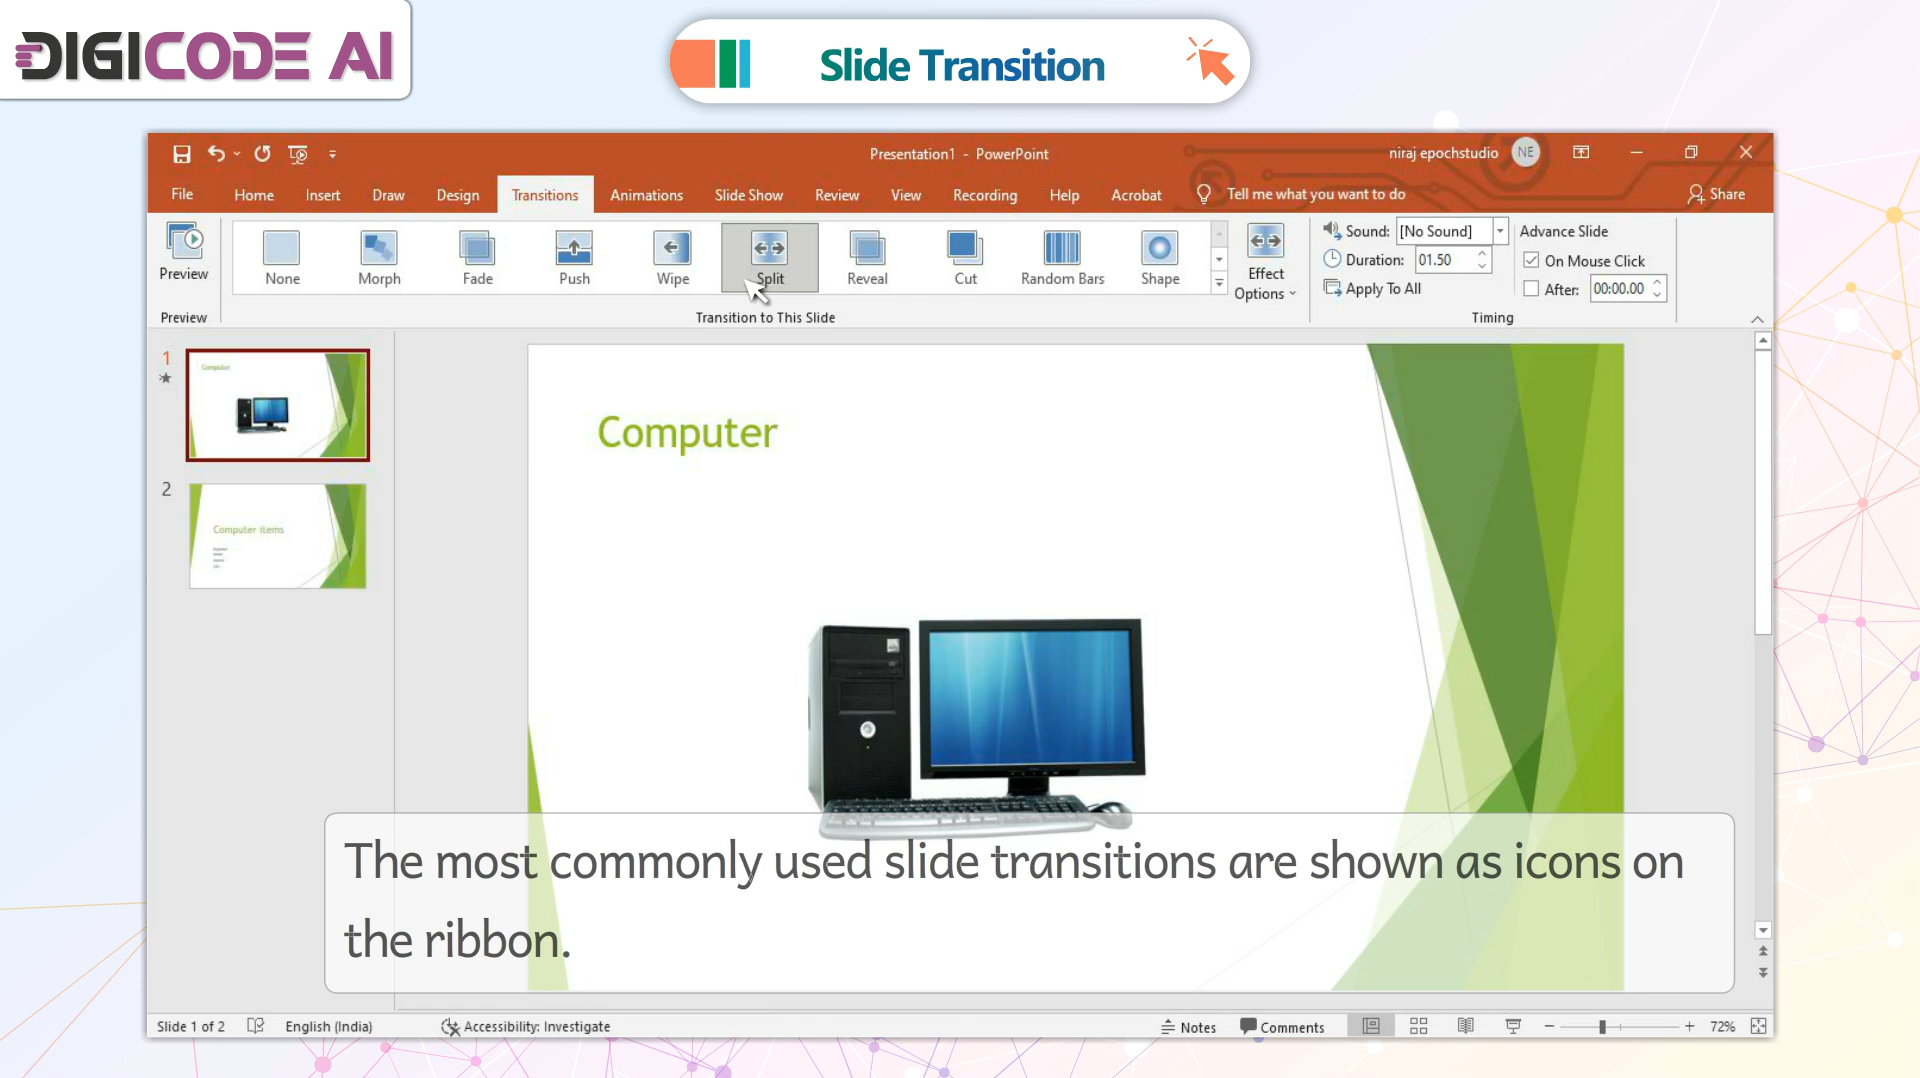 DIGICODE AI
Slide Transition
Presentation1 - PowerPoint
niraj epochstudio
NE
File Home Insert Draw Design Transitions Animations Slide Show Review View Recording Help Acrobat Tell me what you want to do Share
Preview
None Morph Fade Push Wipe Split Reveal Cut Random Bars Shape
Effect
Options
Sound: [No Sound]
Duration: 01.50
Apply To All
Advance Slide
On Mouse Click
After: 00:00.00
Preview
Transition to This Slide
Timing
1
Computer
2
Computer items
Computer
The most commonly used slide transitions are shown as icons on
the ribbon.
Slide 1 of 2 English (India) Accessibility: Investigate Notes Comments 72%